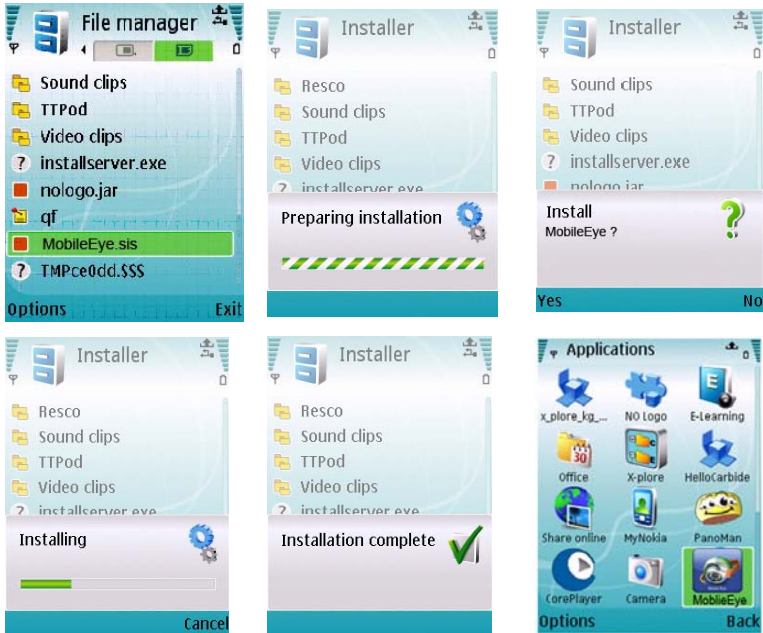 File manager
Sound clips
TTPod
Video clips
installserver.exe
nologo.jar
qf
MobileEye.sis
TMPce0dd.$$$
Options Exit
Installer
Resco
Sound clips
TTPod
Video clips
installserver.exe
Preparing installation
Installer
Sound clips
TTPod
Video clips
installserver.exe
nologo.jar
Install
MobileEye ?
Yes No
Installer
Resco
Sound clips
TTPod
Video clips
installserver.exe
Installing
Cancel
Installer
Resco
Sound clips
TTPod
Video clips
installserver.exe
Installation complete
Applications
x_plore_kg_... NO Logo E-Learning
Office X-plore HelloCarbide
Share online MyNokia PanoMan
CorePlayer Camera MoblieEye
Options Back